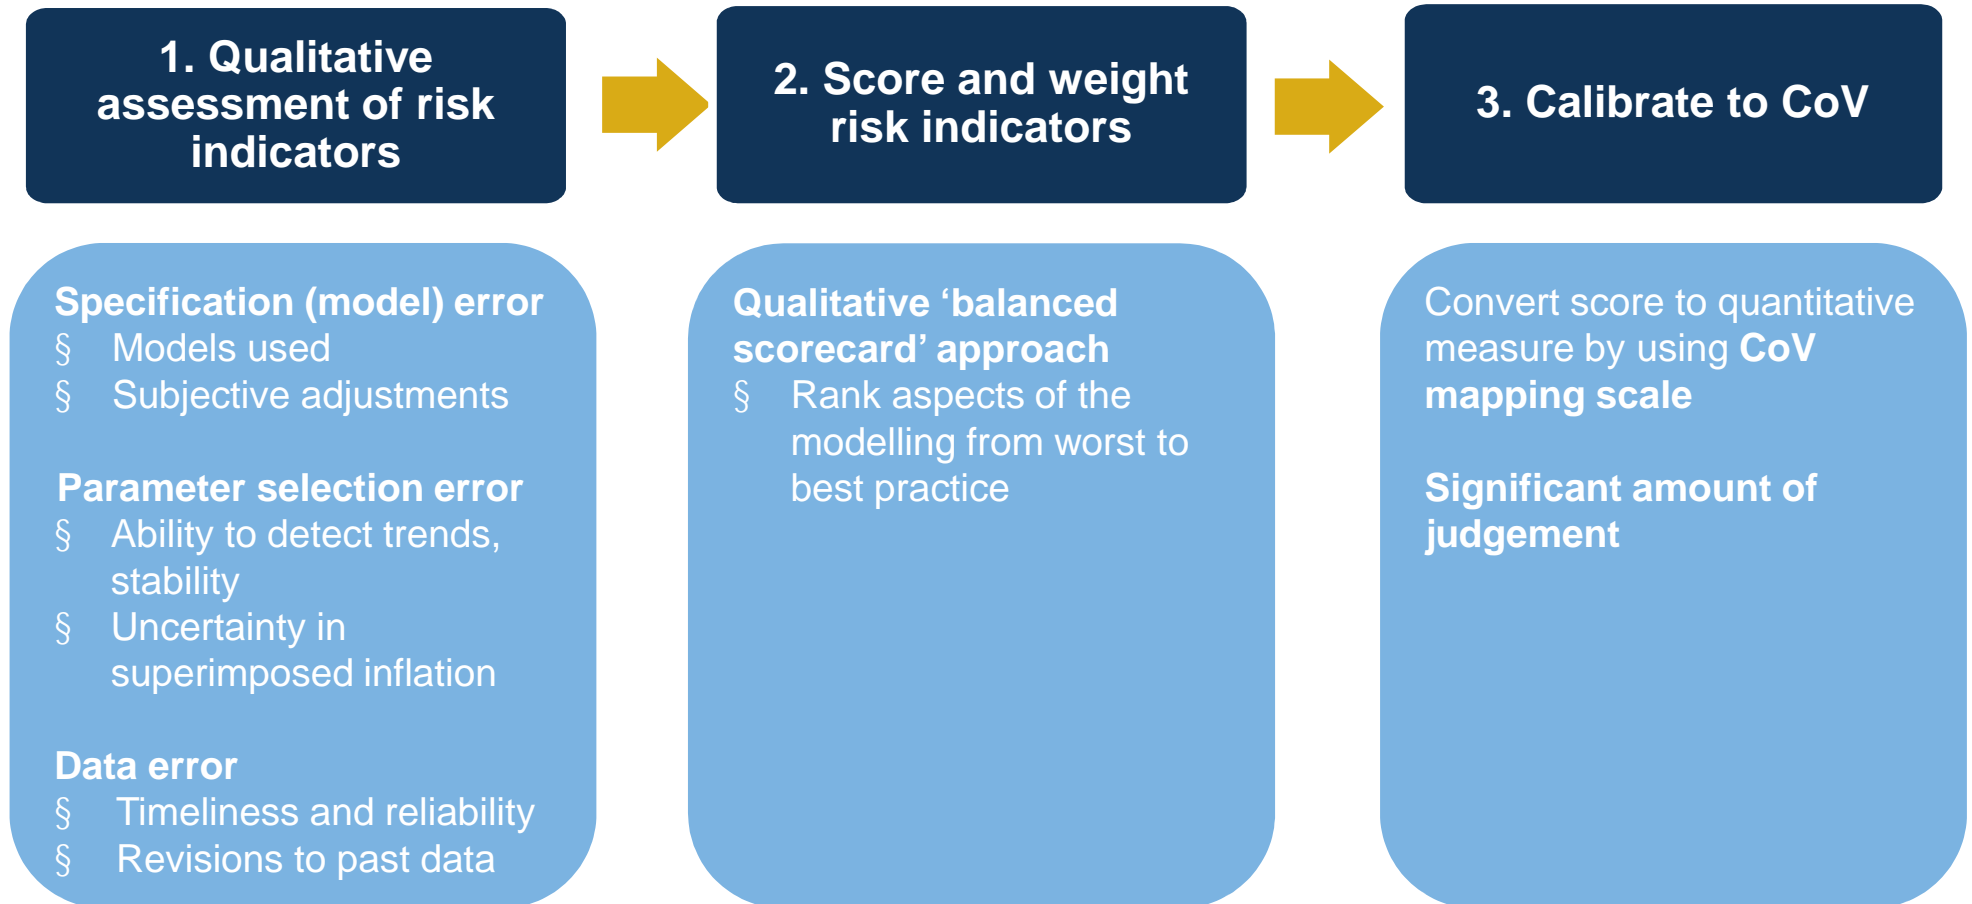 1. Qualitative
assessment of risk
indicators
2. Score and weight
risk indicators
3. Calibrate to CoV
Specification (model) error
§ Models used
§ Subjective adjustments
Parameter selection error
§ Ability to detect trends,
stability
§ Uncertainty in
superimposed inflation
Data error
§ Timeliness and reliability
§ Revisions to past data
Qualitative ‘balanced
scorecard’ approach
§ Rank aspects of the
modelling from worst to
best practice
Convert score to quantitative
measure by using CoV
mapping scale
Significant amount of
judgement